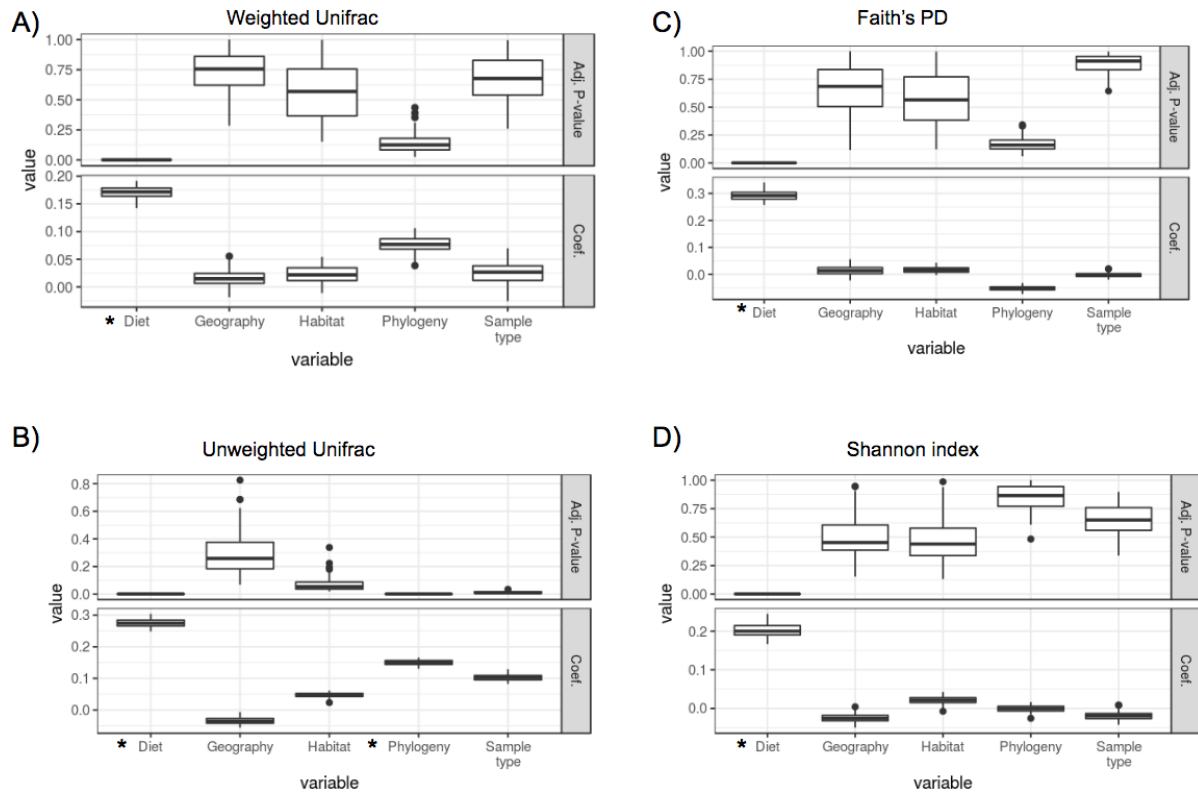 A)
Weighted Unifrac
1.00
0.75
0.50
0.25
0.00
Adj. P-value
value
0.20
0.15
0.10
0.05
0.00
Coef.
* Diet
Geography
Habitat
Phylogeny
Sample
type
variable
C)
Faith's PD
1.00
0.75
0.50
0.25
0.00
Adj. P-value
value
0.3
0.2
0.1
0.0
Coef.
* Diet
Geography
Habitat
Phylogeny
Sample
type
variable
B)
Unweighted Unifrac
0.8
0.6
0.4
0.2
0.0
Adj. P-value
value
0.3
0.2
0.1
0.0
Coef.
* Diet
Geography
Habitat
* Phylogeny
Sample
type
variable
D)
Shannon index
1.00
0.75
0.50
0.25
0.00
Adj. P-value
value
0.2
0.1
0.0
Coef.
* Diet
Geography
Habitat
Phylogeny
Sample
type
variable